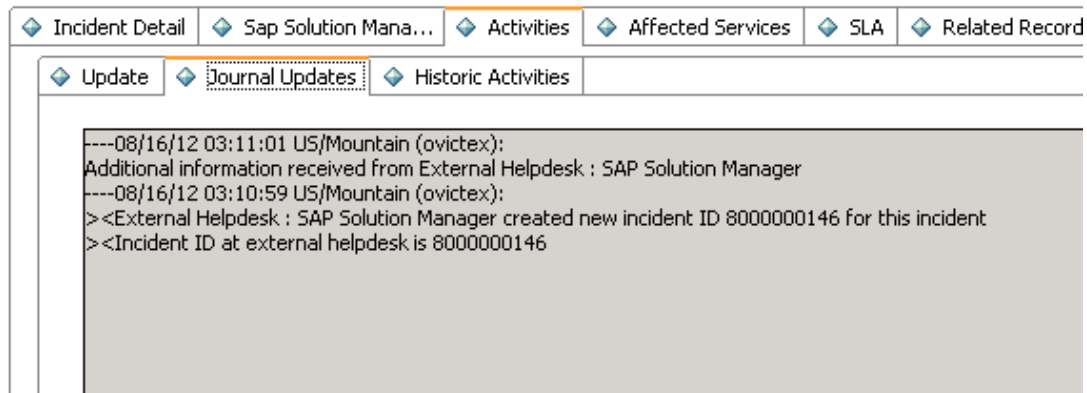 Incident Detail Sap Solution Mana... Activities Affected Services SLA Related Record
Update Journal Updates Historic Activities
----08/16/12 03:11:01 US/Mountain (ovictex):
Additional information received from External Helpdesk : SAP Solution Manager
----08/16/12 03:10:59 US/Mountain (ovictex):
><External Helpdesk : SAP Solution Manager created new incident ID 8000000146 for this incident
><Incident ID at external helpdesk is 8000000146